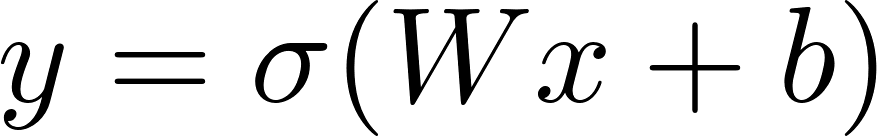 y = σ(Wx + b)